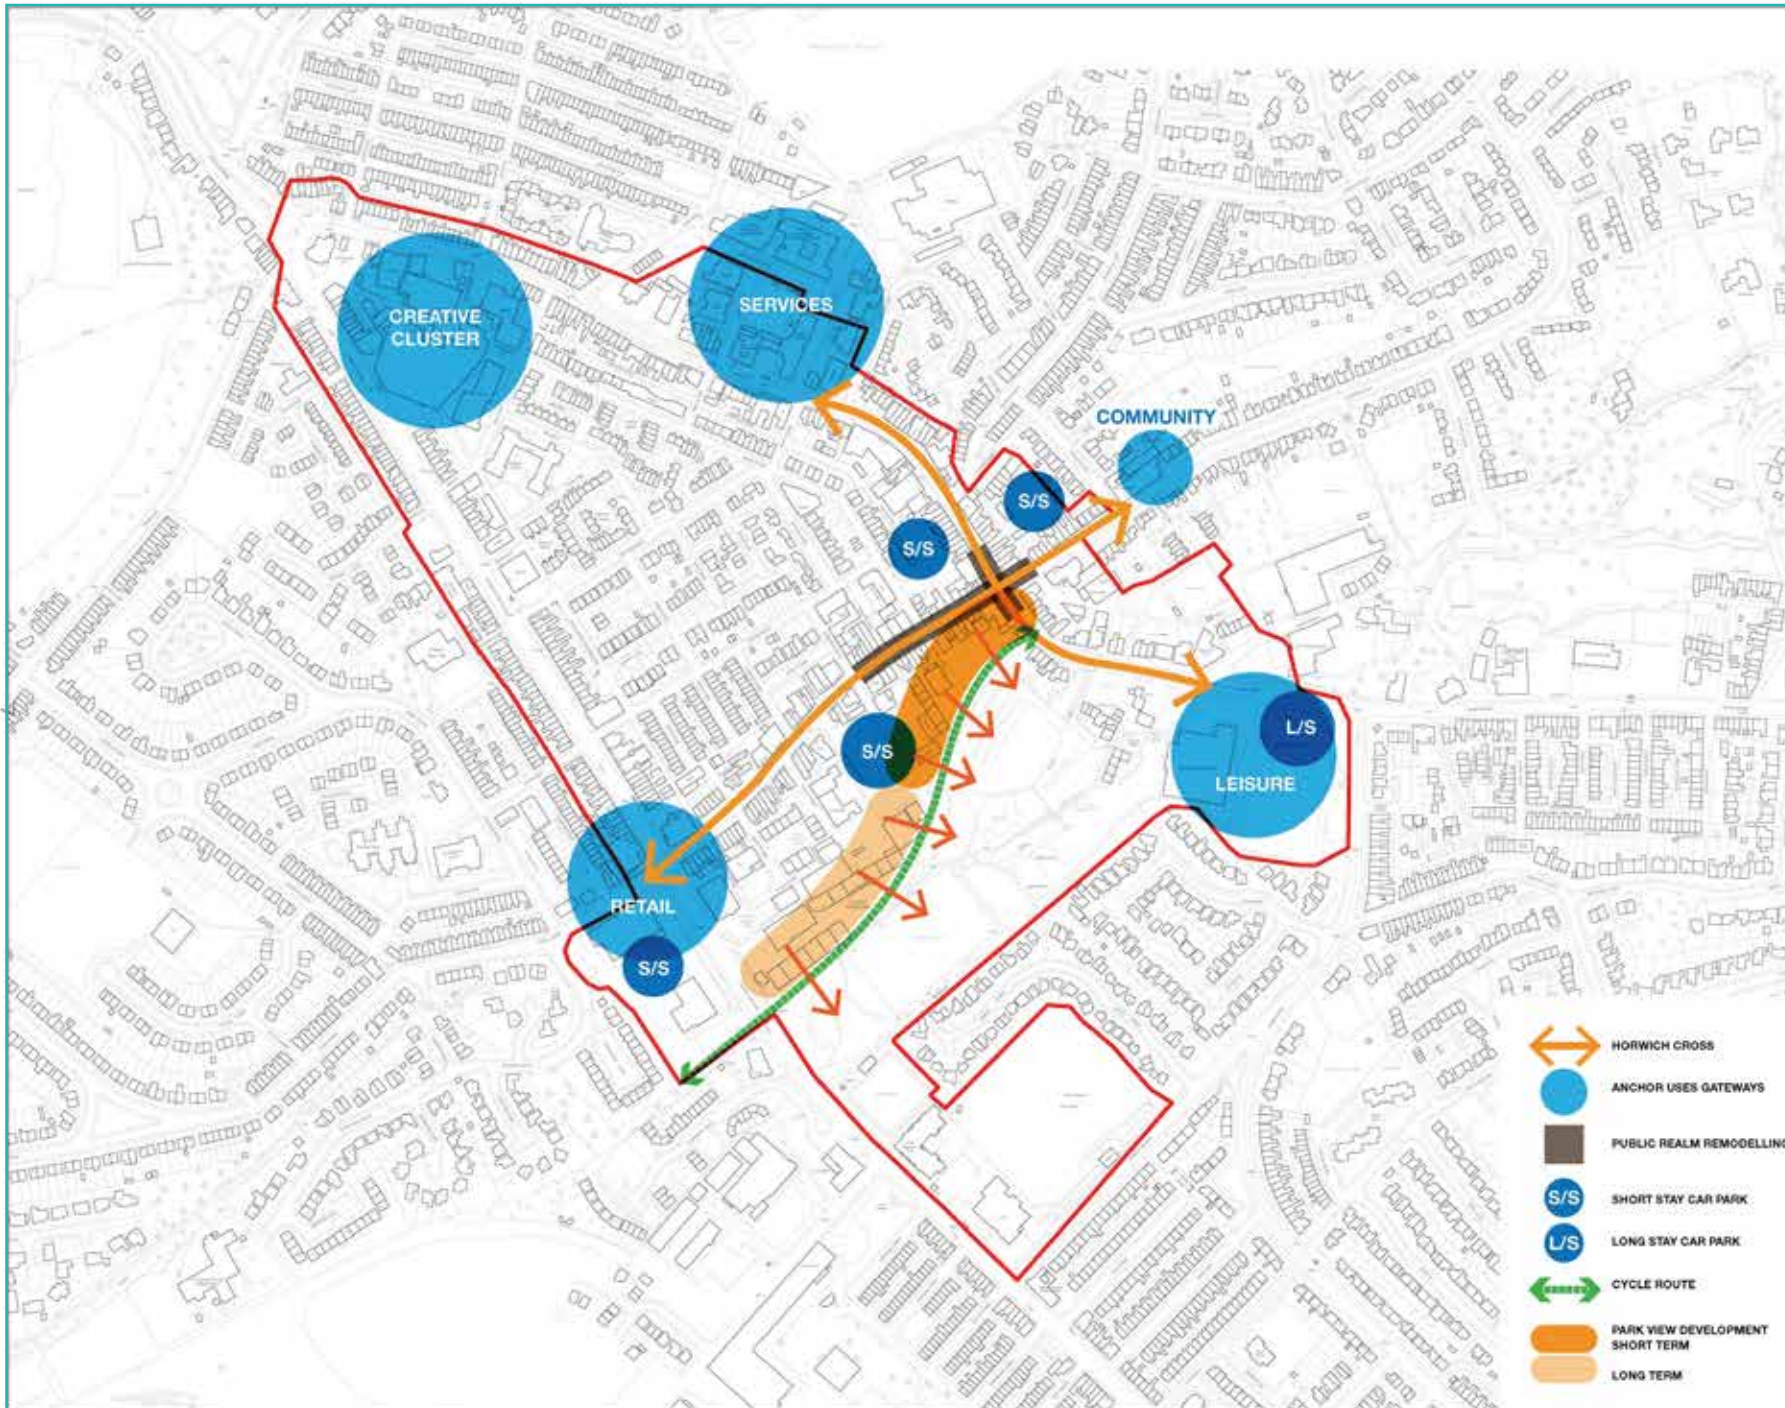 CREATIVE
CLUSTER
SERVICES
COMMUNITY
S/S
S/S
S/S
L/S
LEISURE
RETAIL
S/S
HORWICH CROSS
ANCHOR USES GATEWAYS
PUBLIC REALM REMODELLING
S/S
SHORT STAY CAR PARK
L/S
LONG STAY CAR PARK
CYCLE ROUTE
PARK VIEW DEVELOPMENT
SHORT TERM
LONG TERM